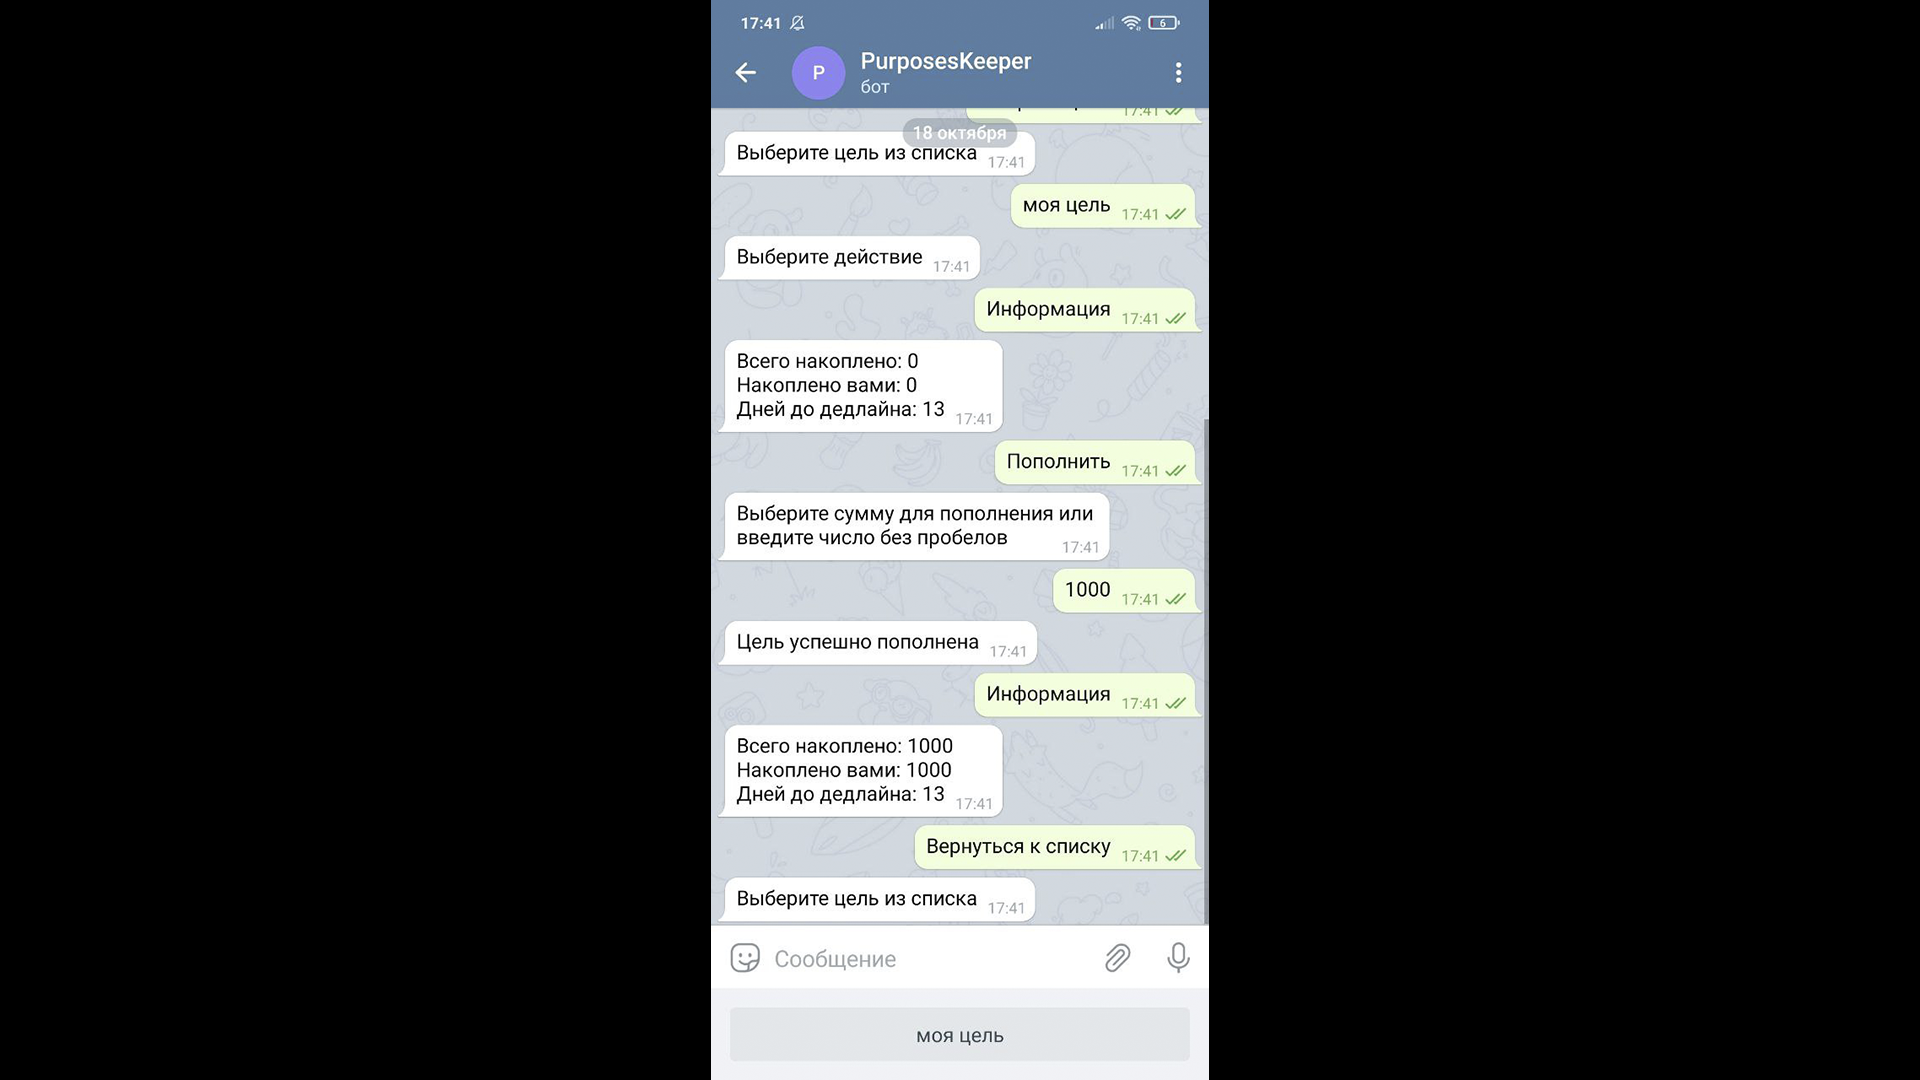 17:41
6
P
PurposesKeeper
бот
17:41
18 октября
Выберите цель из списка 17:41
моя цель 17:41
Выберите действие 17:41
Информация 17:41
Всего накоплено: 0
Накоплено вами: 0
Дней до дедлайна: 13 17:41
Пополнить 17:41
Выберите сумму для пополнения или
введите число без пробелов 17:41
1000 17:41
Цель успешно пополнена 17:41
Информация 17:41
Всего накоплено: 1000
Накоплено вами: 1000
Дней до дедлайна: 13 17:41
Вернуться к списку 17:41
Выберите цель из списка 17:41
Сообщение
моя цель